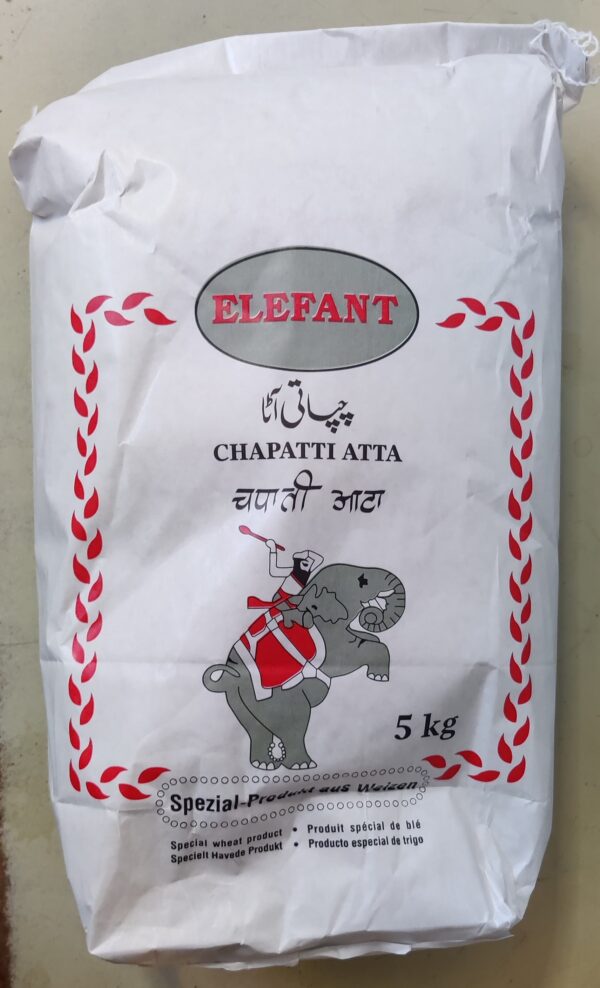 ELEFANT
چپاتی آٹا
CHAPATTI ATTA
चपाती आटा
5 kg
Spezial-Produkt aus Weizen
Special wheat product • Produit spécial de blé
Specielt Havede Produkt • Producto especial de trigo